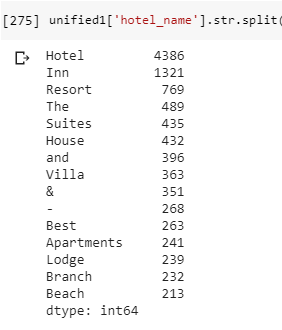 [275] unified1['hotel_name'].str.split(
Hotel 4386
Inn 1321
Resort 769
The 489
Suites 435
House 432
and 396
Villa 363
& 351
- 268
Best 263
Apartments 241
Lodge 239
Branch 232
Beach 213
dtype: int64